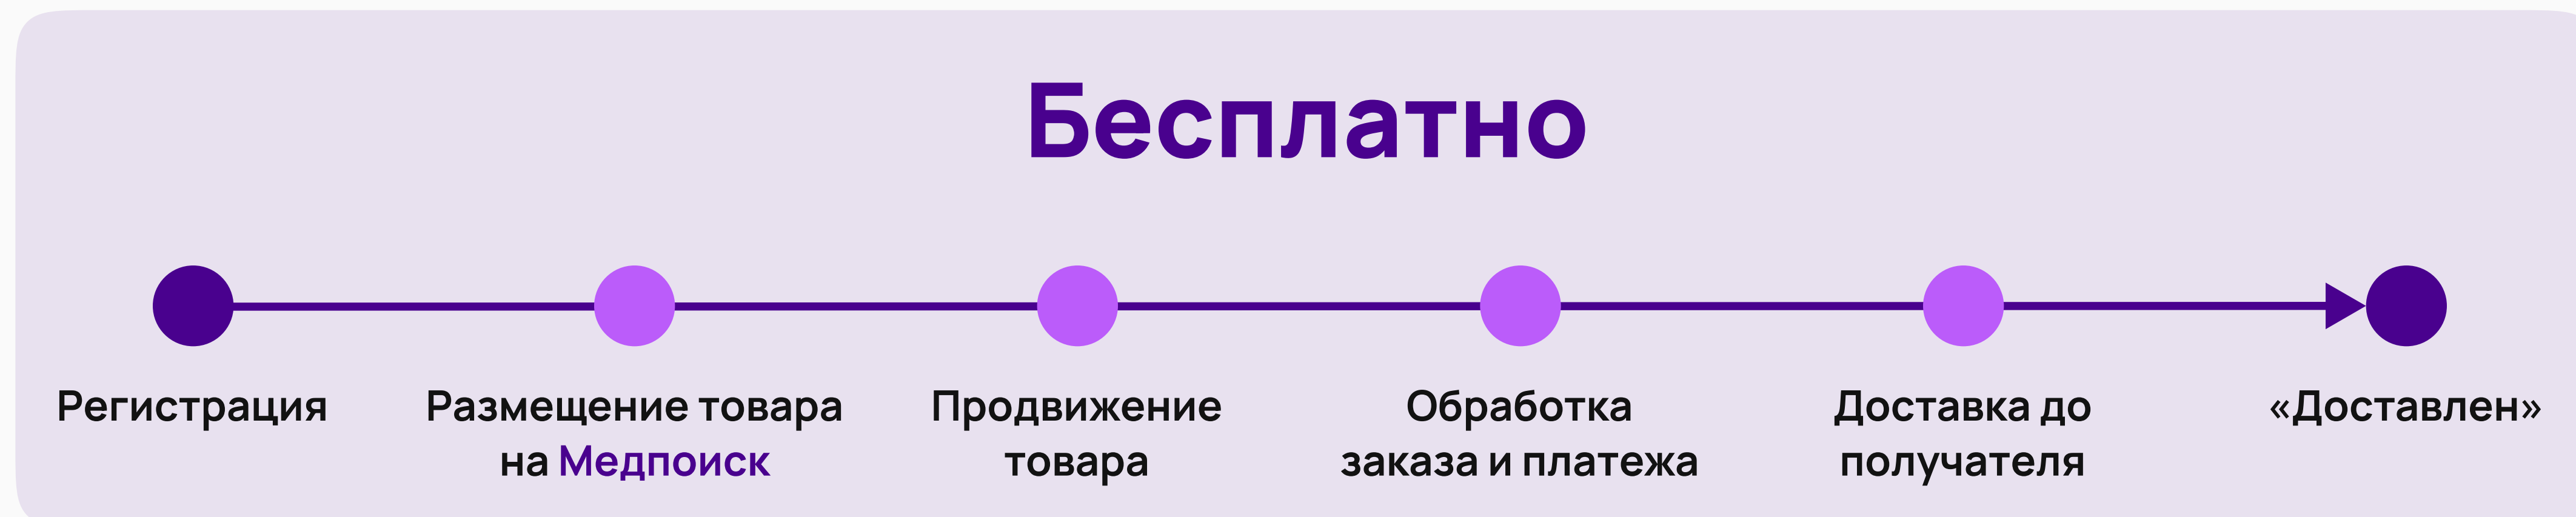 Бесплатно
Регистрация
Размещение товара
на Медпоиск
Продвижение
товара
Обработка
заказа и платежа
Доставка до
получателя
«Доставлен»